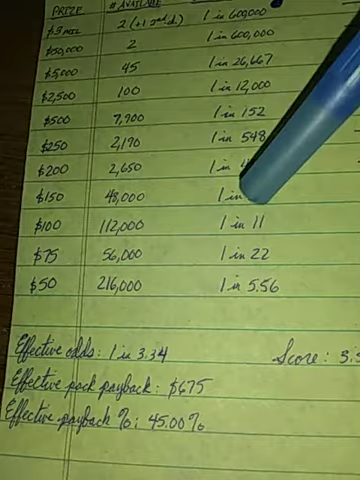 PRIZE # AVAILABLE
$3 MIL 2 (+1 2nd ch.) 1 in 600,000
$50,000 2 1 in 600,000
$5,000 45 1 in 26,667
$2,500 100 1 in 12,000
$500 7,900 1 in 152
$250 2,190 1 in 548
$200 2,650 1 in 4
$150 48,000 1 in
$100 112,000 1 in 11
$75 56,000 1 in 22
$50 216,000 1 in 5.56
Effective odds: 1 in 3.34 Score: 3.
Effective pack payback: $675
Effective payback %: 45.00%